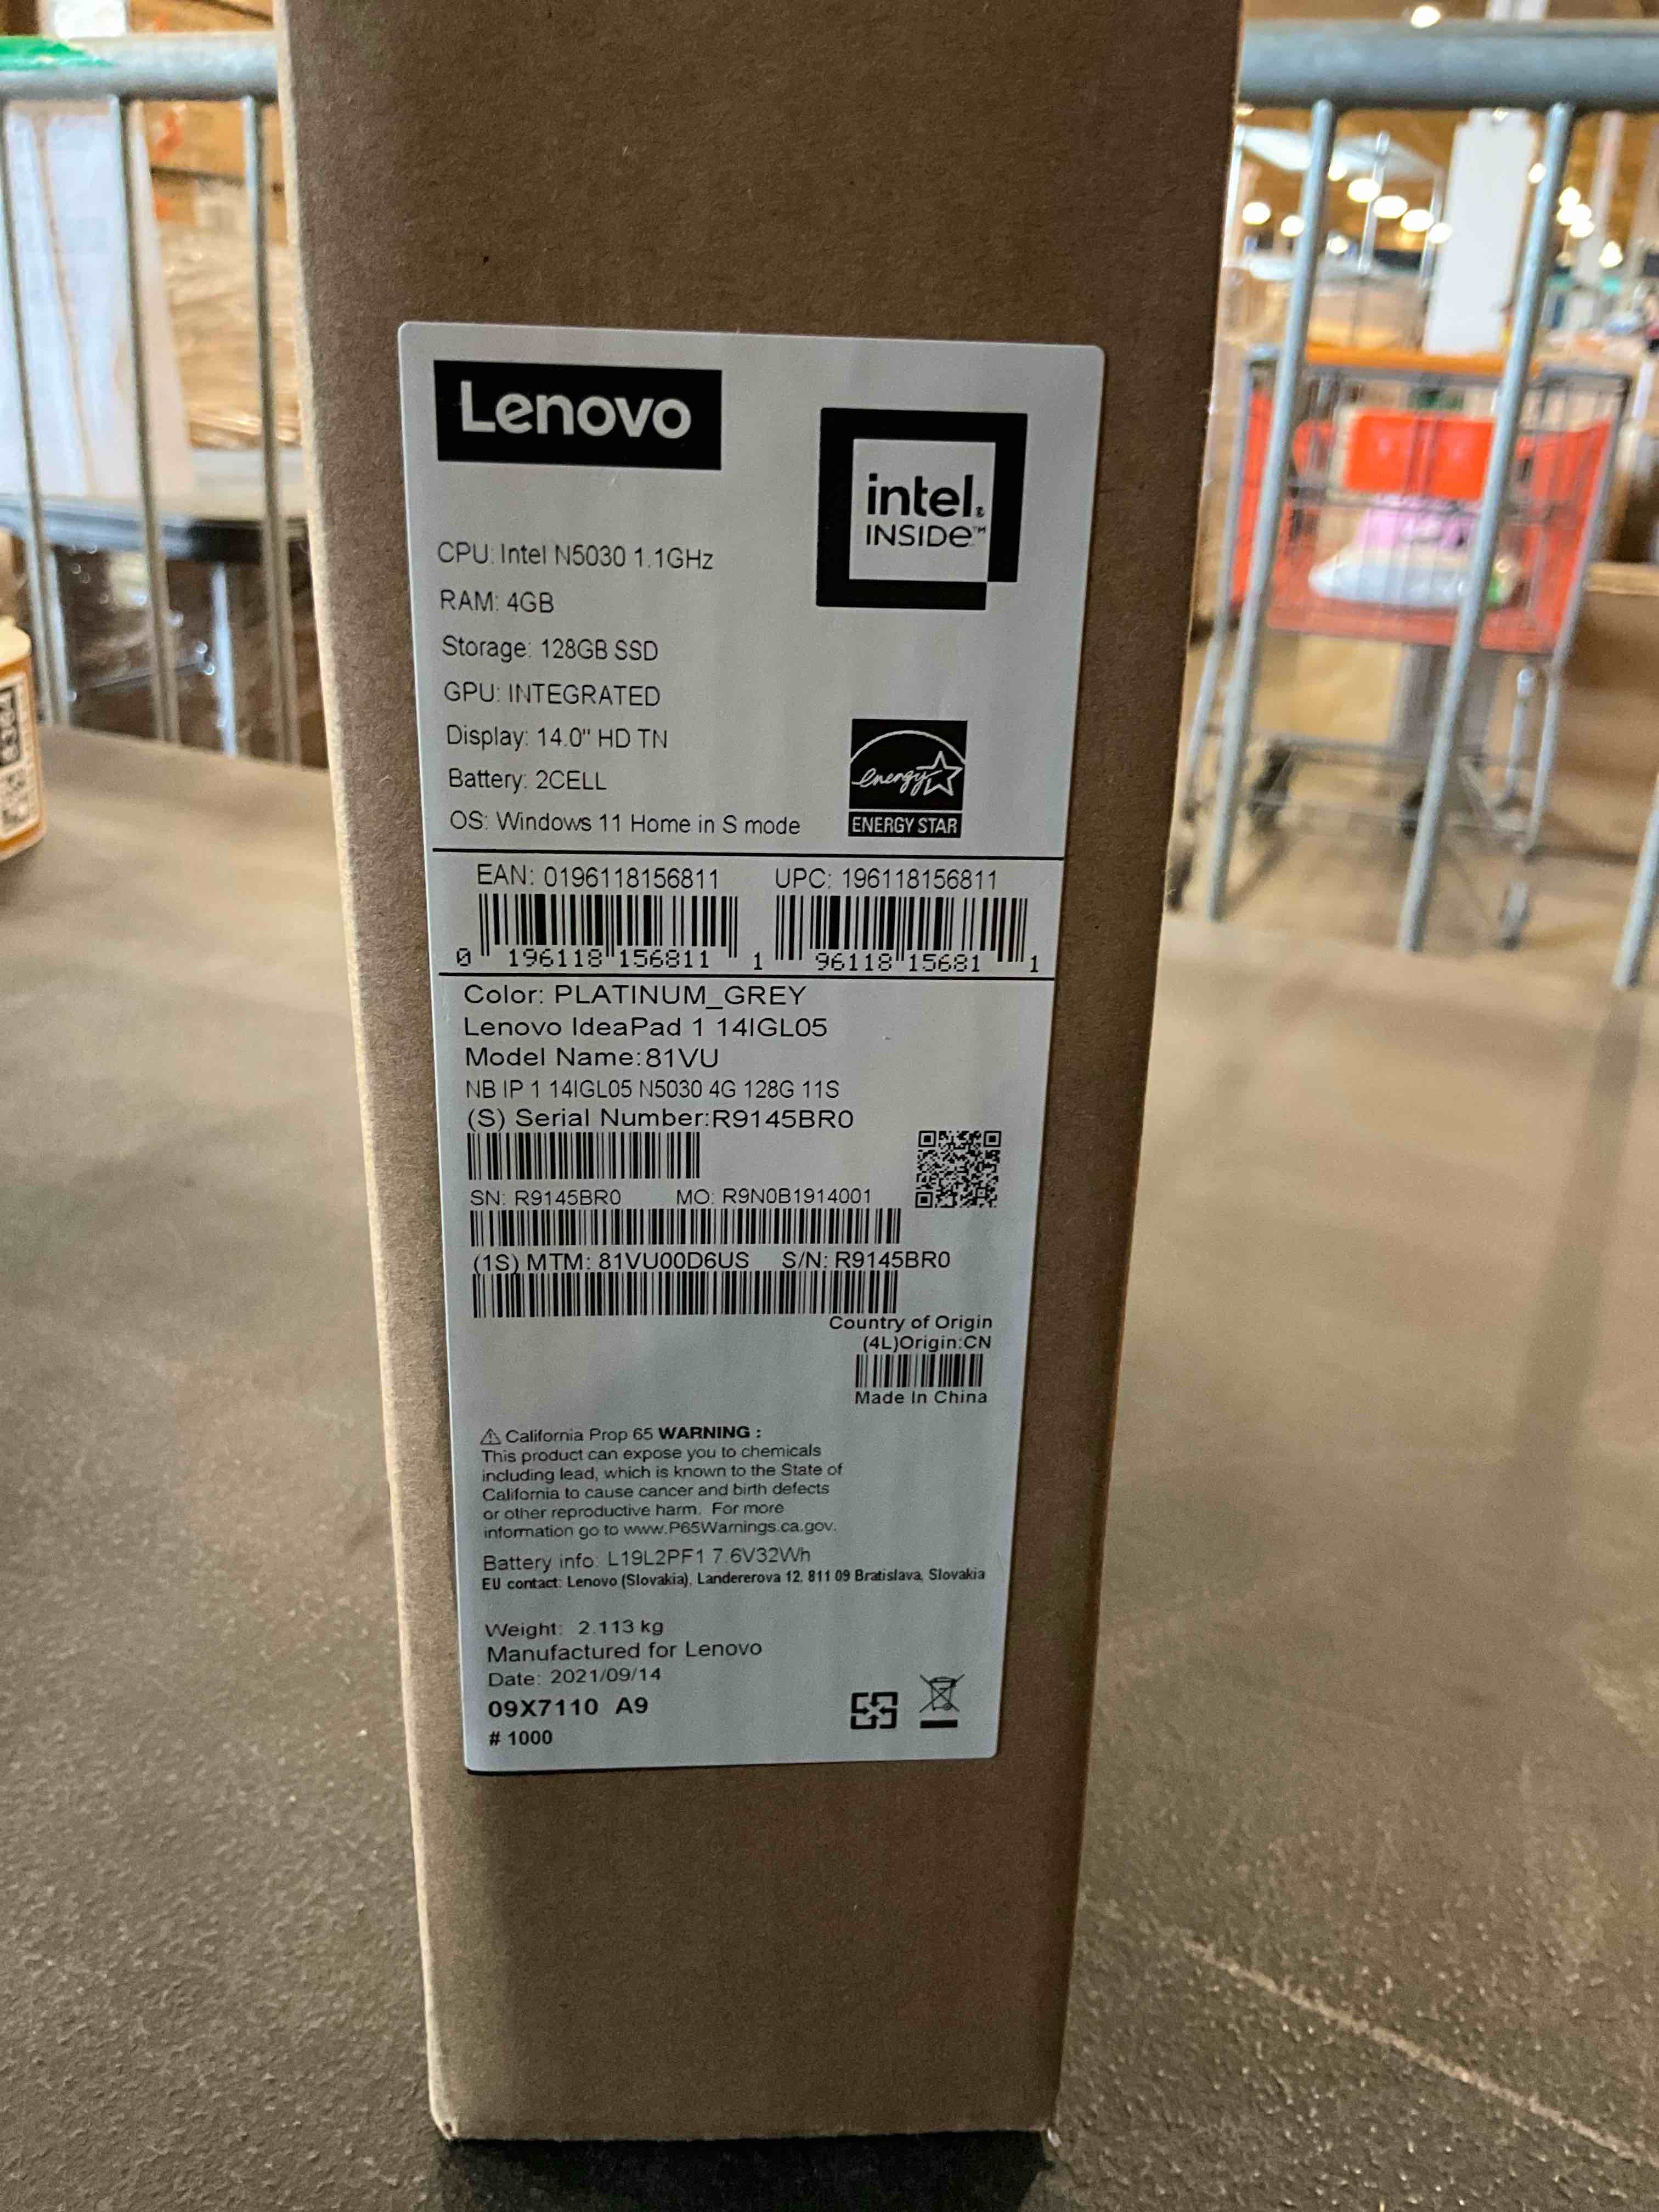 Lenovo
intel.
INSIDE™
CPU: Intel N5030 1.1GHz
RAM: 4GB
Storage: 128GB SSD
GPU: INTEGRATED
Display: 14.0" HD TN
Battery: 2CELL
OS: Windows 11 Home in S mode
energy
ENERGY STAR
EAN: 0196118156811 UPC: 196118156811
0 196118 156811 1 96118 15681 1
Color: PLATINUM_GREY
Lenovo IdeaPad 1 14IGL05
Model Name:81VU
NB IP 1 14IGL05 N5030 4G 128G 11S
(S) Serial Number:R9145BR0
SN: R9145BR0 MO: R9N0B1914001
(1S) MTM: 81VU00D6US S/N: R9145BR0
Country of Origin
(4L)Origin:CN
Made In China
⚠ California Prop 65 WARNING :
This product can expose you to chemicals
including lead, which is known to the State of
California to cause cancer and birth defects
or other reproductive harm. For more
information go to www.P65Warnings.ca.gov.
Battery info: L19L2PF1 7.6V32Wh
EU contact: Lenovo (Slovakia), Landererova 12, 811 09 Bratislava, Slovakia
Weight: 2.113 kg
Manufactured for Lenovo
Date: 2021/09/14
09X7110 A9
# 1000